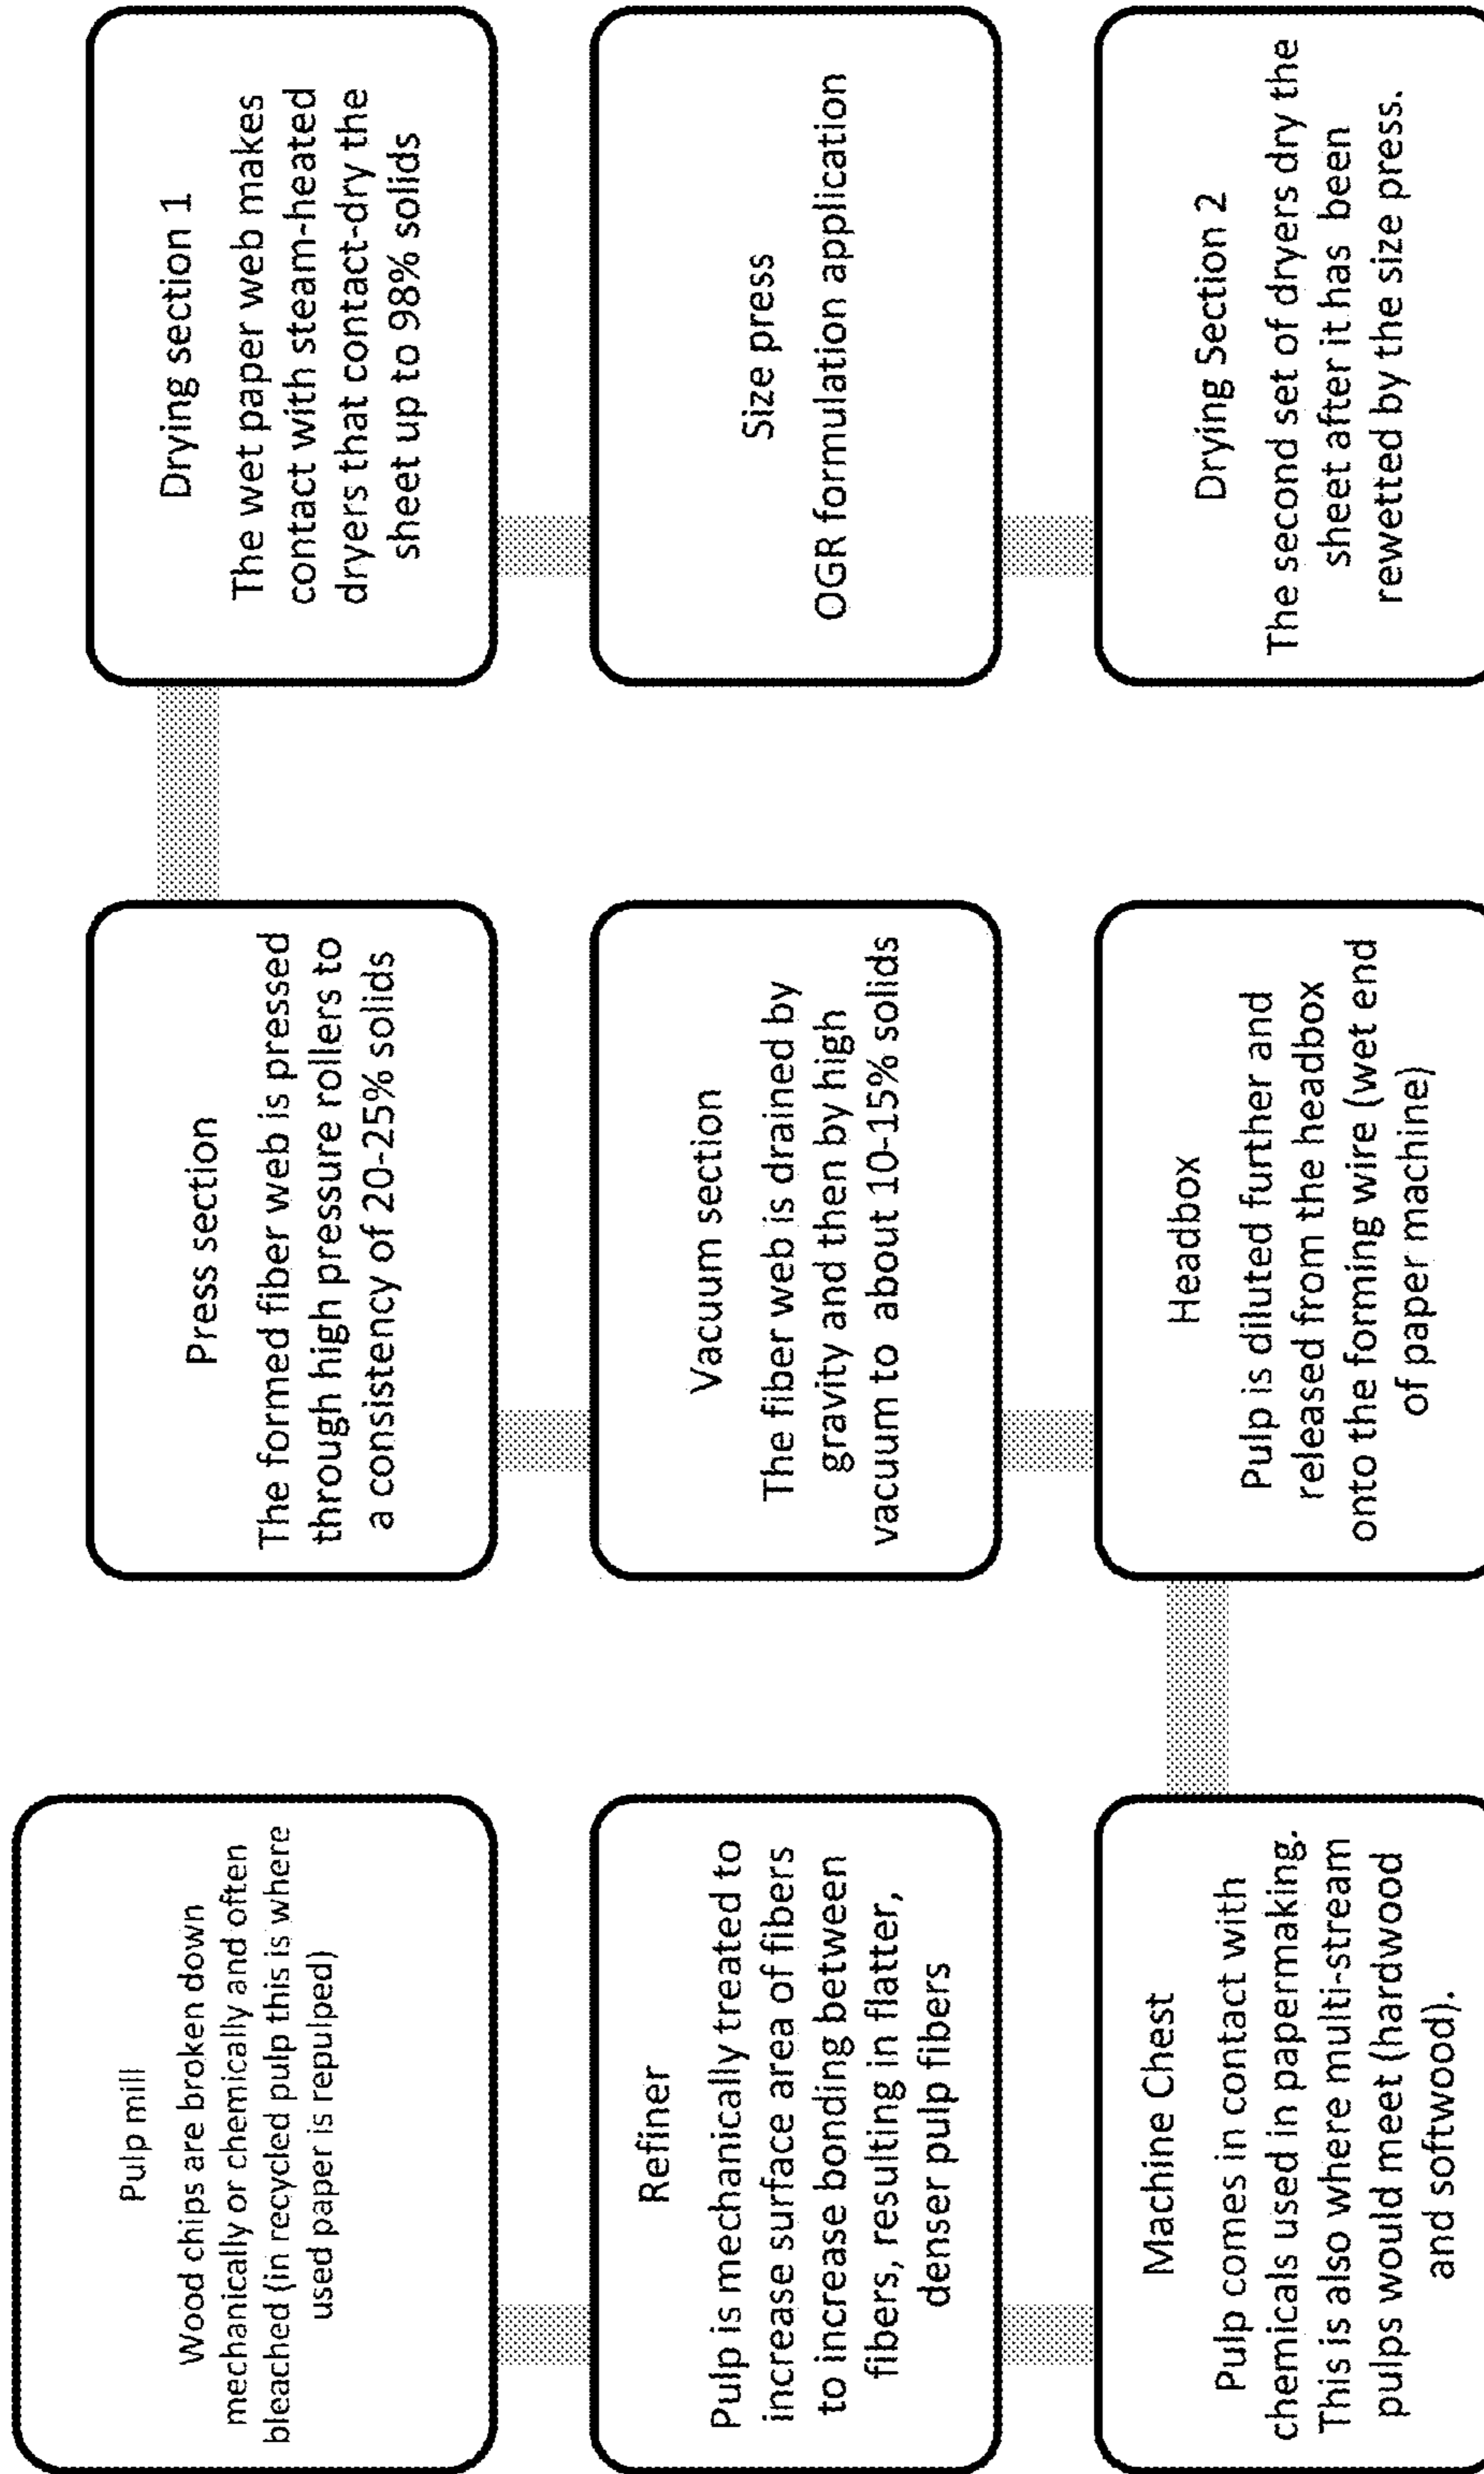 Pulp mill
Wood chips are broken down
mechanically or chemically and often
bleached (in recycled pulp this is where
used paper is repulped)
Refiner
Pulp is mechanically treated to
increase surface area of fibers
to increase bonding between
fibers, resulting in flatter,
denser pulp fibers
Machine Chest
Pulp comes in contact with
chemicals used in papermaking.
This is also where multi-stream
pulps would meet (hardwood
and softwood).
Headbox
Pulp is diluted further and
released from the headbox
onto the forming wire (wet end
of paper machine)
Vacuum section
The fiber web is drained by
gravity and then by high
vacuum to about 10-15% solids
Press section
The formed fiber web is pressed
through high pressure rollers to
a consistency of 20-25% solids
Drying section 1
The wet paper web makes
contact with steam-heated
dryers that contact-dry the
sheet up to 98% solids
Size press
OGR formulation application
Drying Section 2
The second set of dryers dry the
sheet after it has been
rewetted by the size press.